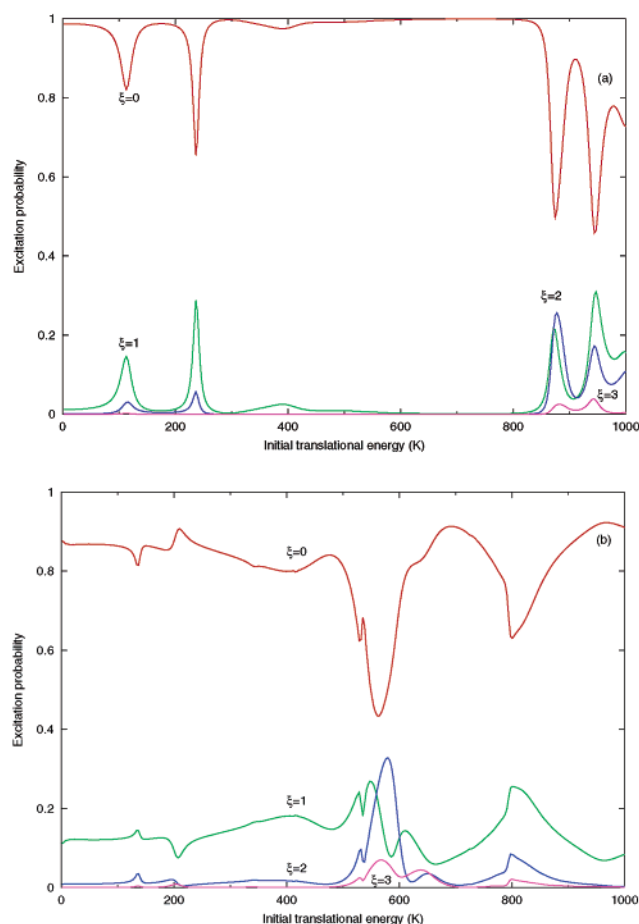 1
(a)
ξ=0
0.8
0.6
Excitation probability
0.4
ξ=2
0.2
ξ=1
ξ=3
0
0 200 400 600 800 1000
Initial translational energy (K)
1
(b)
ξ=0
0.8
0.6
Excitation probability
0.4
0.2
ξ=1
ξ=2
ξ=3
0
0 200 400 600 800 1000
Initial translational energy (K)